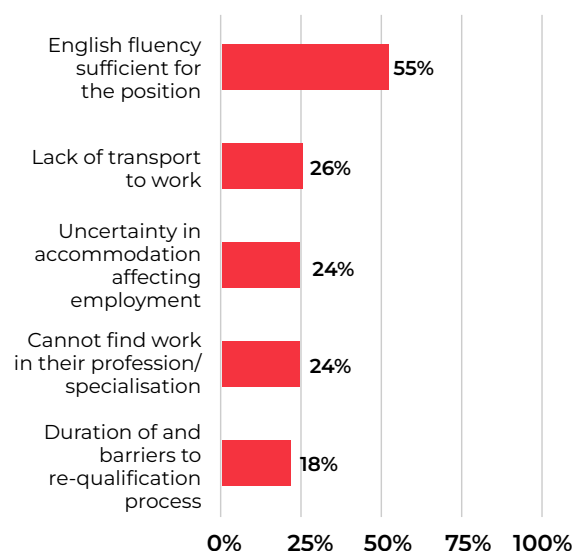 English fluency
sufficient for
the position
55%
Lack of transport
to work
26%
Uncertainty in
accommodation
affecting
employment
24%
Cannot find work
in their profession/
specialisation
24%
Duration of and
barriers to
re-qualification
process
18%
0% 25% 50% 75% 100%